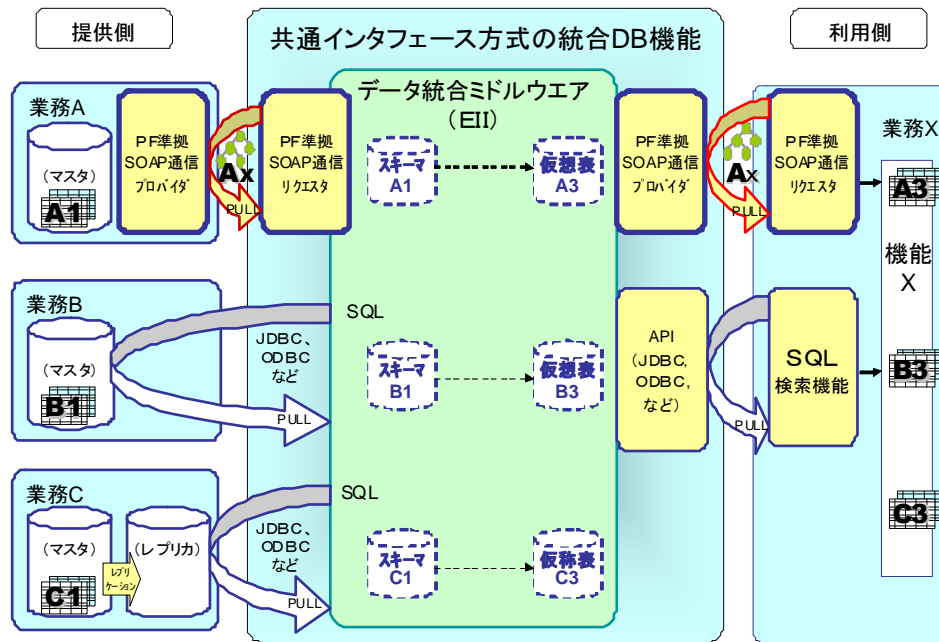 提供側
共通インタフェース方式の統合DB機能
利用側
業務A
(マスタ)
A1
PF準拠
SOAP通信
プロバイダ
Ax
PULL
PF準拠
SOAP通信
リクエスタ
データ統合ミドルウエア
(EII)
スキーマ
A1
仮想表
A3
PF準拠
SOAP通信
プロバイダ
Ax
PULL
PF準拠
SOAP通信
リクエスタ
業務X
A3
機能
X
業務B
(マスタ)
B1
SQL
JDBC、
ODBC
など
PULL
スキーマ
B1
仮想表
B3
API
(JDBC,
ODBC,
など)
PULL
SQL
検索機能
B3
業務C
(マスタ)
C1
レプリ
ケーション
(レプリカ)
SQL
JDBC、
ODBC
など
PULL
スキーマ
C1
仮称表
C3
C3